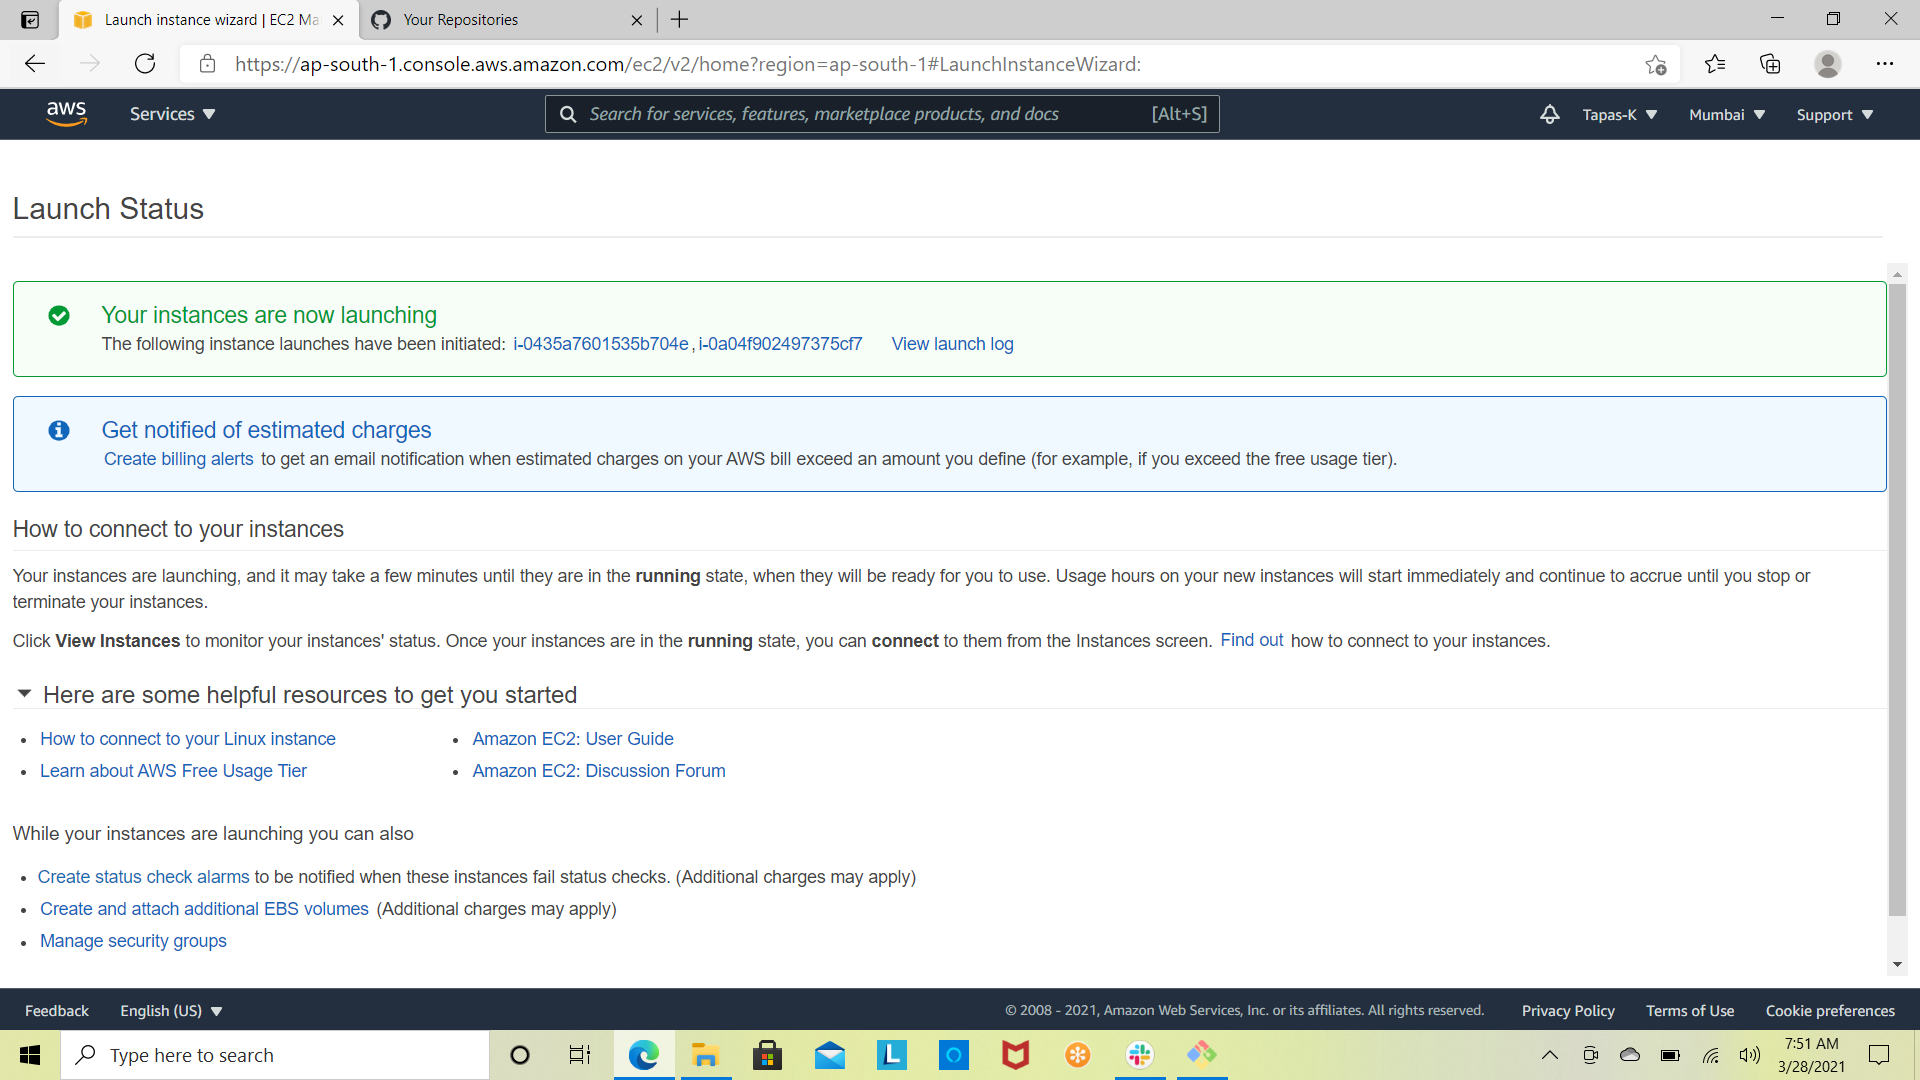 Launch instance wizard | EC2 Ma
Your Repositories
https://ap-south-1.console.aws.amazon.com/ec2/v2/home?region=ap-south-1#LaunchInstanceWizard:
aws
Services
Search for services, features, marketplace products, and docs
[Alt+S]
Tapas-K
Mumbai
Support
Launch Status
Your instances are now launching
The following instance launches have been initiated: i-0435a7601535b704e, i-0a04f902497375cf7 View launch log
Get notified of estimated charges
Create billing alerts to get an email notification when estimated charges on your AWS bill exceed an amount you define (for example, if you exceed the free usage tier).
How to connect to your instances
Your instances are launching, and it may take a few minutes until they are in the running state, when they will be ready for you to use. Usage hours on your new instances will start immediately and continue to accrue until you stop or
terminate your instances.
Click View Instances to monitor your instances' status. Once your instances are in the running state, you can connect to them from the Instances screen. Find out how to connect to your instances.
Here are some helpful resources to get you started
• How to connect to your Linux instance
• Learn about AWS Free Usage Tier
• Amazon EC2: User Guide
• Amazon EC2: Discussion Forum
While your instances are launching you can also
• Create status check alarms to be notified when these instances fail status checks. (Additional charges may apply)
• Create and attach additional EBS volumes (Additional charges may apply)
• Manage security groups
Feedback
English (US)
© 2008 - 2021, Amazon Web Services, Inc. or its affiliates. All rights reserved.
Privacy Policy
Terms of Use
Cookie preferences
Type here to search
L
7:51 AM
3/28/2021